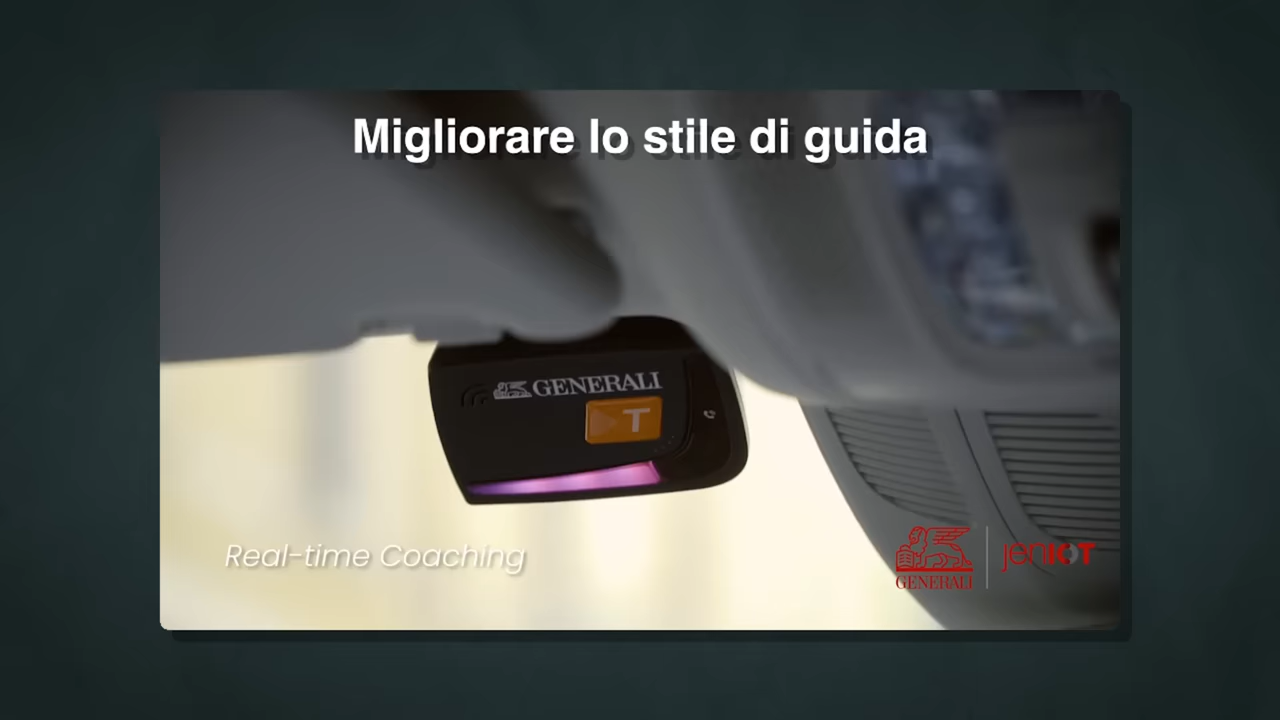 Migliorare lo stile di guida
GENERALI
T
Real-time Coaching
GENERALI
jenIOT